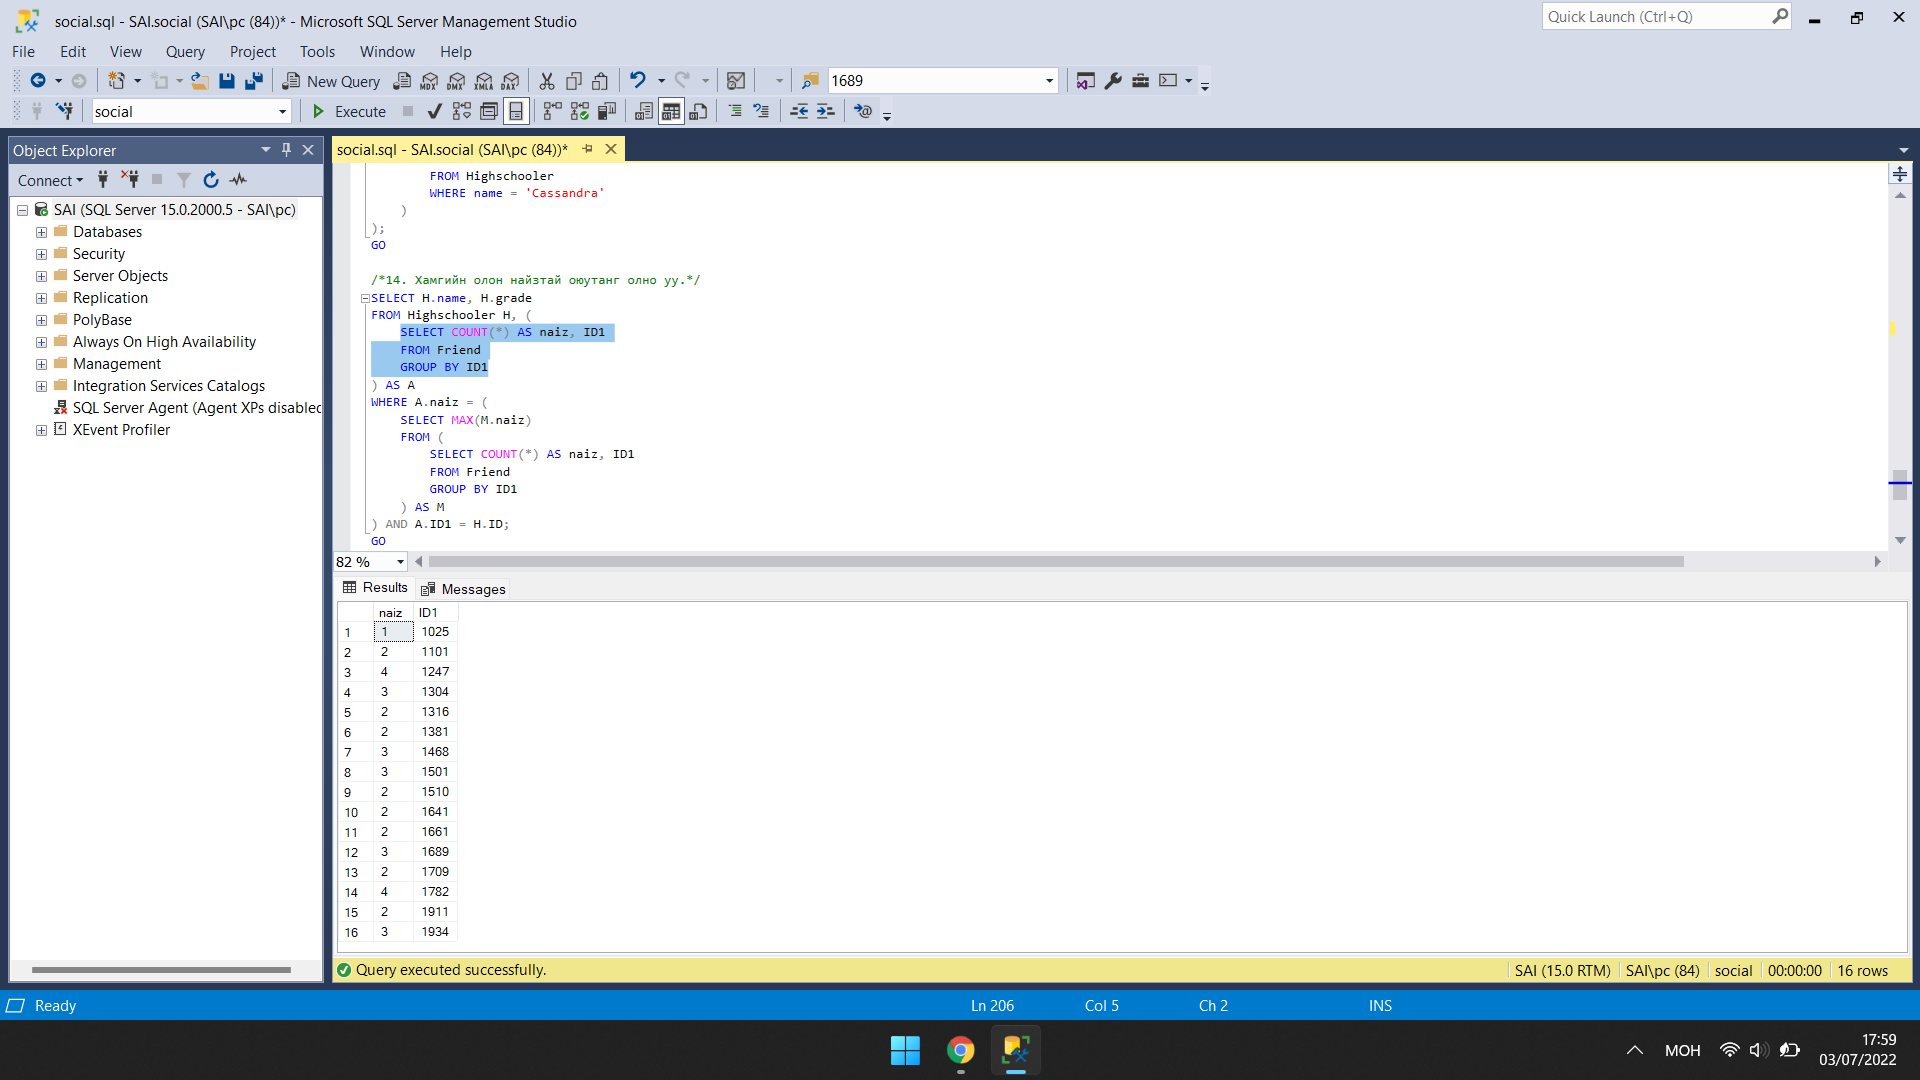 social.sql - SAI.social (SAI\pc (84))* - Microsoft SQL Server Management Studio
Quick Launch (Ctrl+Q)
File Edit View Query Project Tools Window Help
New Query MDX DMX XMLA DAX 1689
social Execute
Object Explorer
social.sql - SAI.social (SAI\pc (84))*
Connect
SAI (SQL Server 15.0.2000.5 - SAI\pc)
Databases
Security
Server Objects
Replication
PolyBase
Always On High Availability
Management
Integration Services Catalogs
SQL Server Agent (Agent XPs disabled
XEvent Profiler
FROM Highschooler
WHERE name = 'Cassandra'
)
);
GO
/*14. Хамгийн олон найзтай оюутанг олно уу.*/
SELECT H.name, H.grade
FROM Highschooler H, (
SELECT COUNT(*) AS naiz, ID1
FROM Friend
GROUP BY ID1
) AS A
WHERE A.naiz = (
SELECT MAX(M.naiz)
FROM (
SELECT COUNT(*) AS naiz, ID1
FROM Friend
GROUP BY ID1
) AS M
) AND A.ID1 = H.ID;
GO
82 %
Results Messages
naiz ID1
1 1 1025
2 2 1101
3 4 1247
4 3 1304
5 2 1316
6 2 1381
7 3 1468
8 3 1501
9 2 1510
10 2 1641
11 2 1661
12 3 1689
13 2 1709
14 4 1782
15 2 1911
16 3 1934
Query executed successfully.
SAI (15.0 RTM) SAI\pc (84) social 00:00:00 16 rows
Ready Ln 206 Col 5 Ch 2 INS
МОН
17:59
03/07/2022